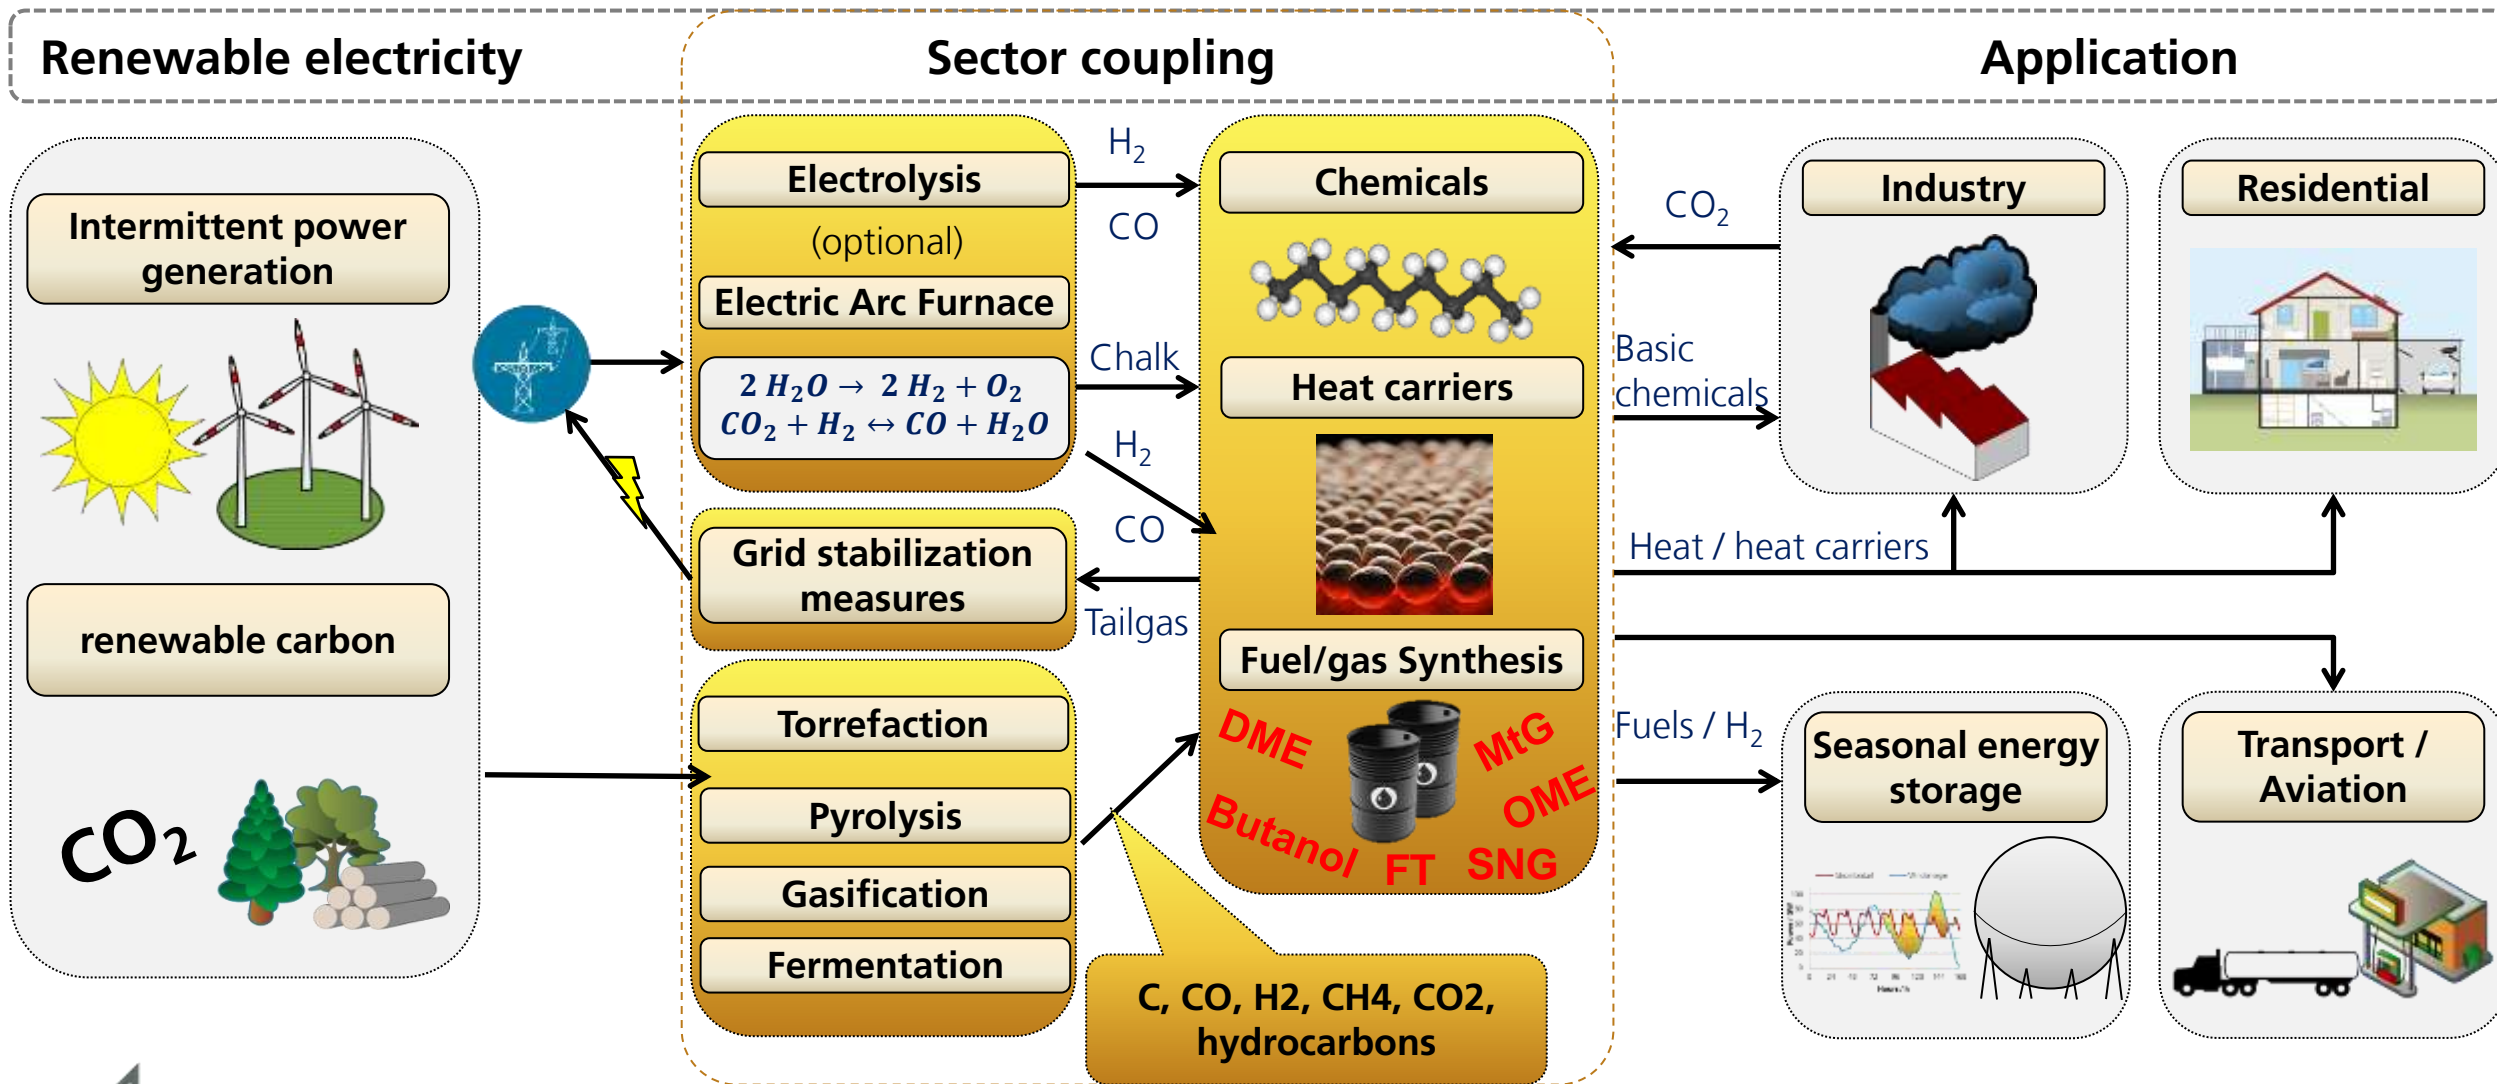 Renewable electricity
Sector coupling
Application
Intermittent power
generation
renewable carbon
CO₂
Electrolysis
(optional)
Electric Arc Furnace
2 H₂O → 2 H₂ + O₂
CO₂ + H₂ ↔ CO + H₂O
Grid stabilization
measures
Torrefaction
Pyrolysis
Gasification
Fermentation
H₂
CO
Chalk
H₂
CO
Tailgas
C, CO, H2, CH4, CO2,
hydrocarbons
Chemicals
Heat carriers
Fuel/gas Synthesis
DME
MtG
Butanol
OME
FT
SNG
CO₂
Basic
chemicals
Heat / heat carriers
Fuels / H₂
Industry
Residential
Seasonal energy
storage
Transport /
Aviation